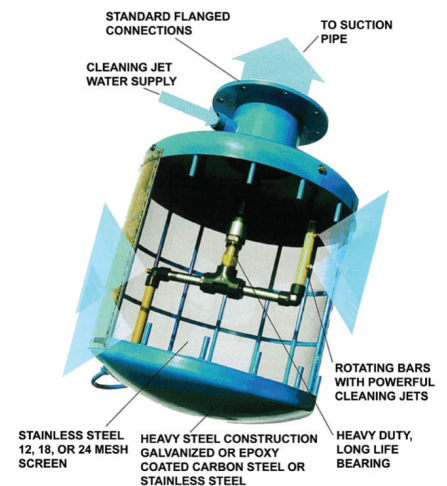 STANDARD FLANGED
CONNECTIONS
TO SUCTION
PIPE
CLEANING JET
WATER SUPPLY
ROTATING BARS
WITH POWERFUL
CLEANING JETS
STAINLESS STEEL
12, 18, OR 24 MESH
SCREEN
HEAVY STEEL CONSTRUCTION
GALVANIZED OR EPOXY
COATED CARBON STEEL OR
STAINLESS STEEL
HEAVY DUTY,
LONG LIFE
BEARING